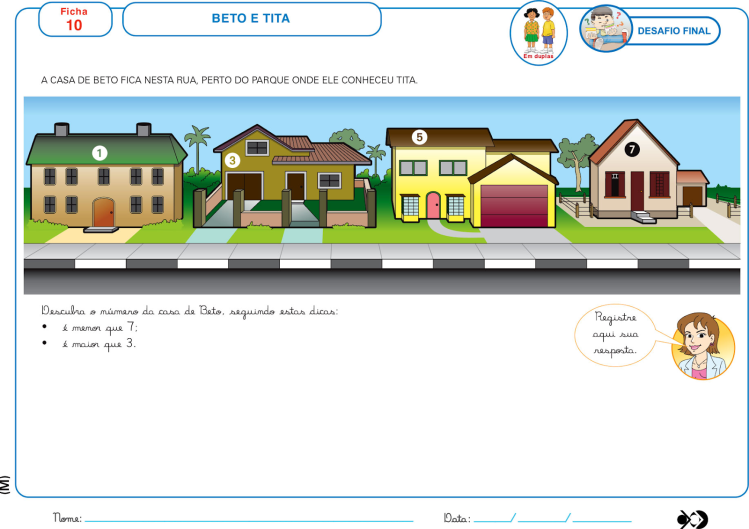 Ficha
10
BETO E TITA
Em duplas
DESAFIO FINAL
A CASA DE BETO FICA NESTA RUA, PERTO DO PARQUE ONDE ELE CONHECEU TITA.
1
3
5
7
Descubra o número da casa de Beto, seguindo estas dicas:
• é menor que 7;
• é maior que 3.
Registre
aqui sua
resposta.
(M)
Nome:
Data: / /